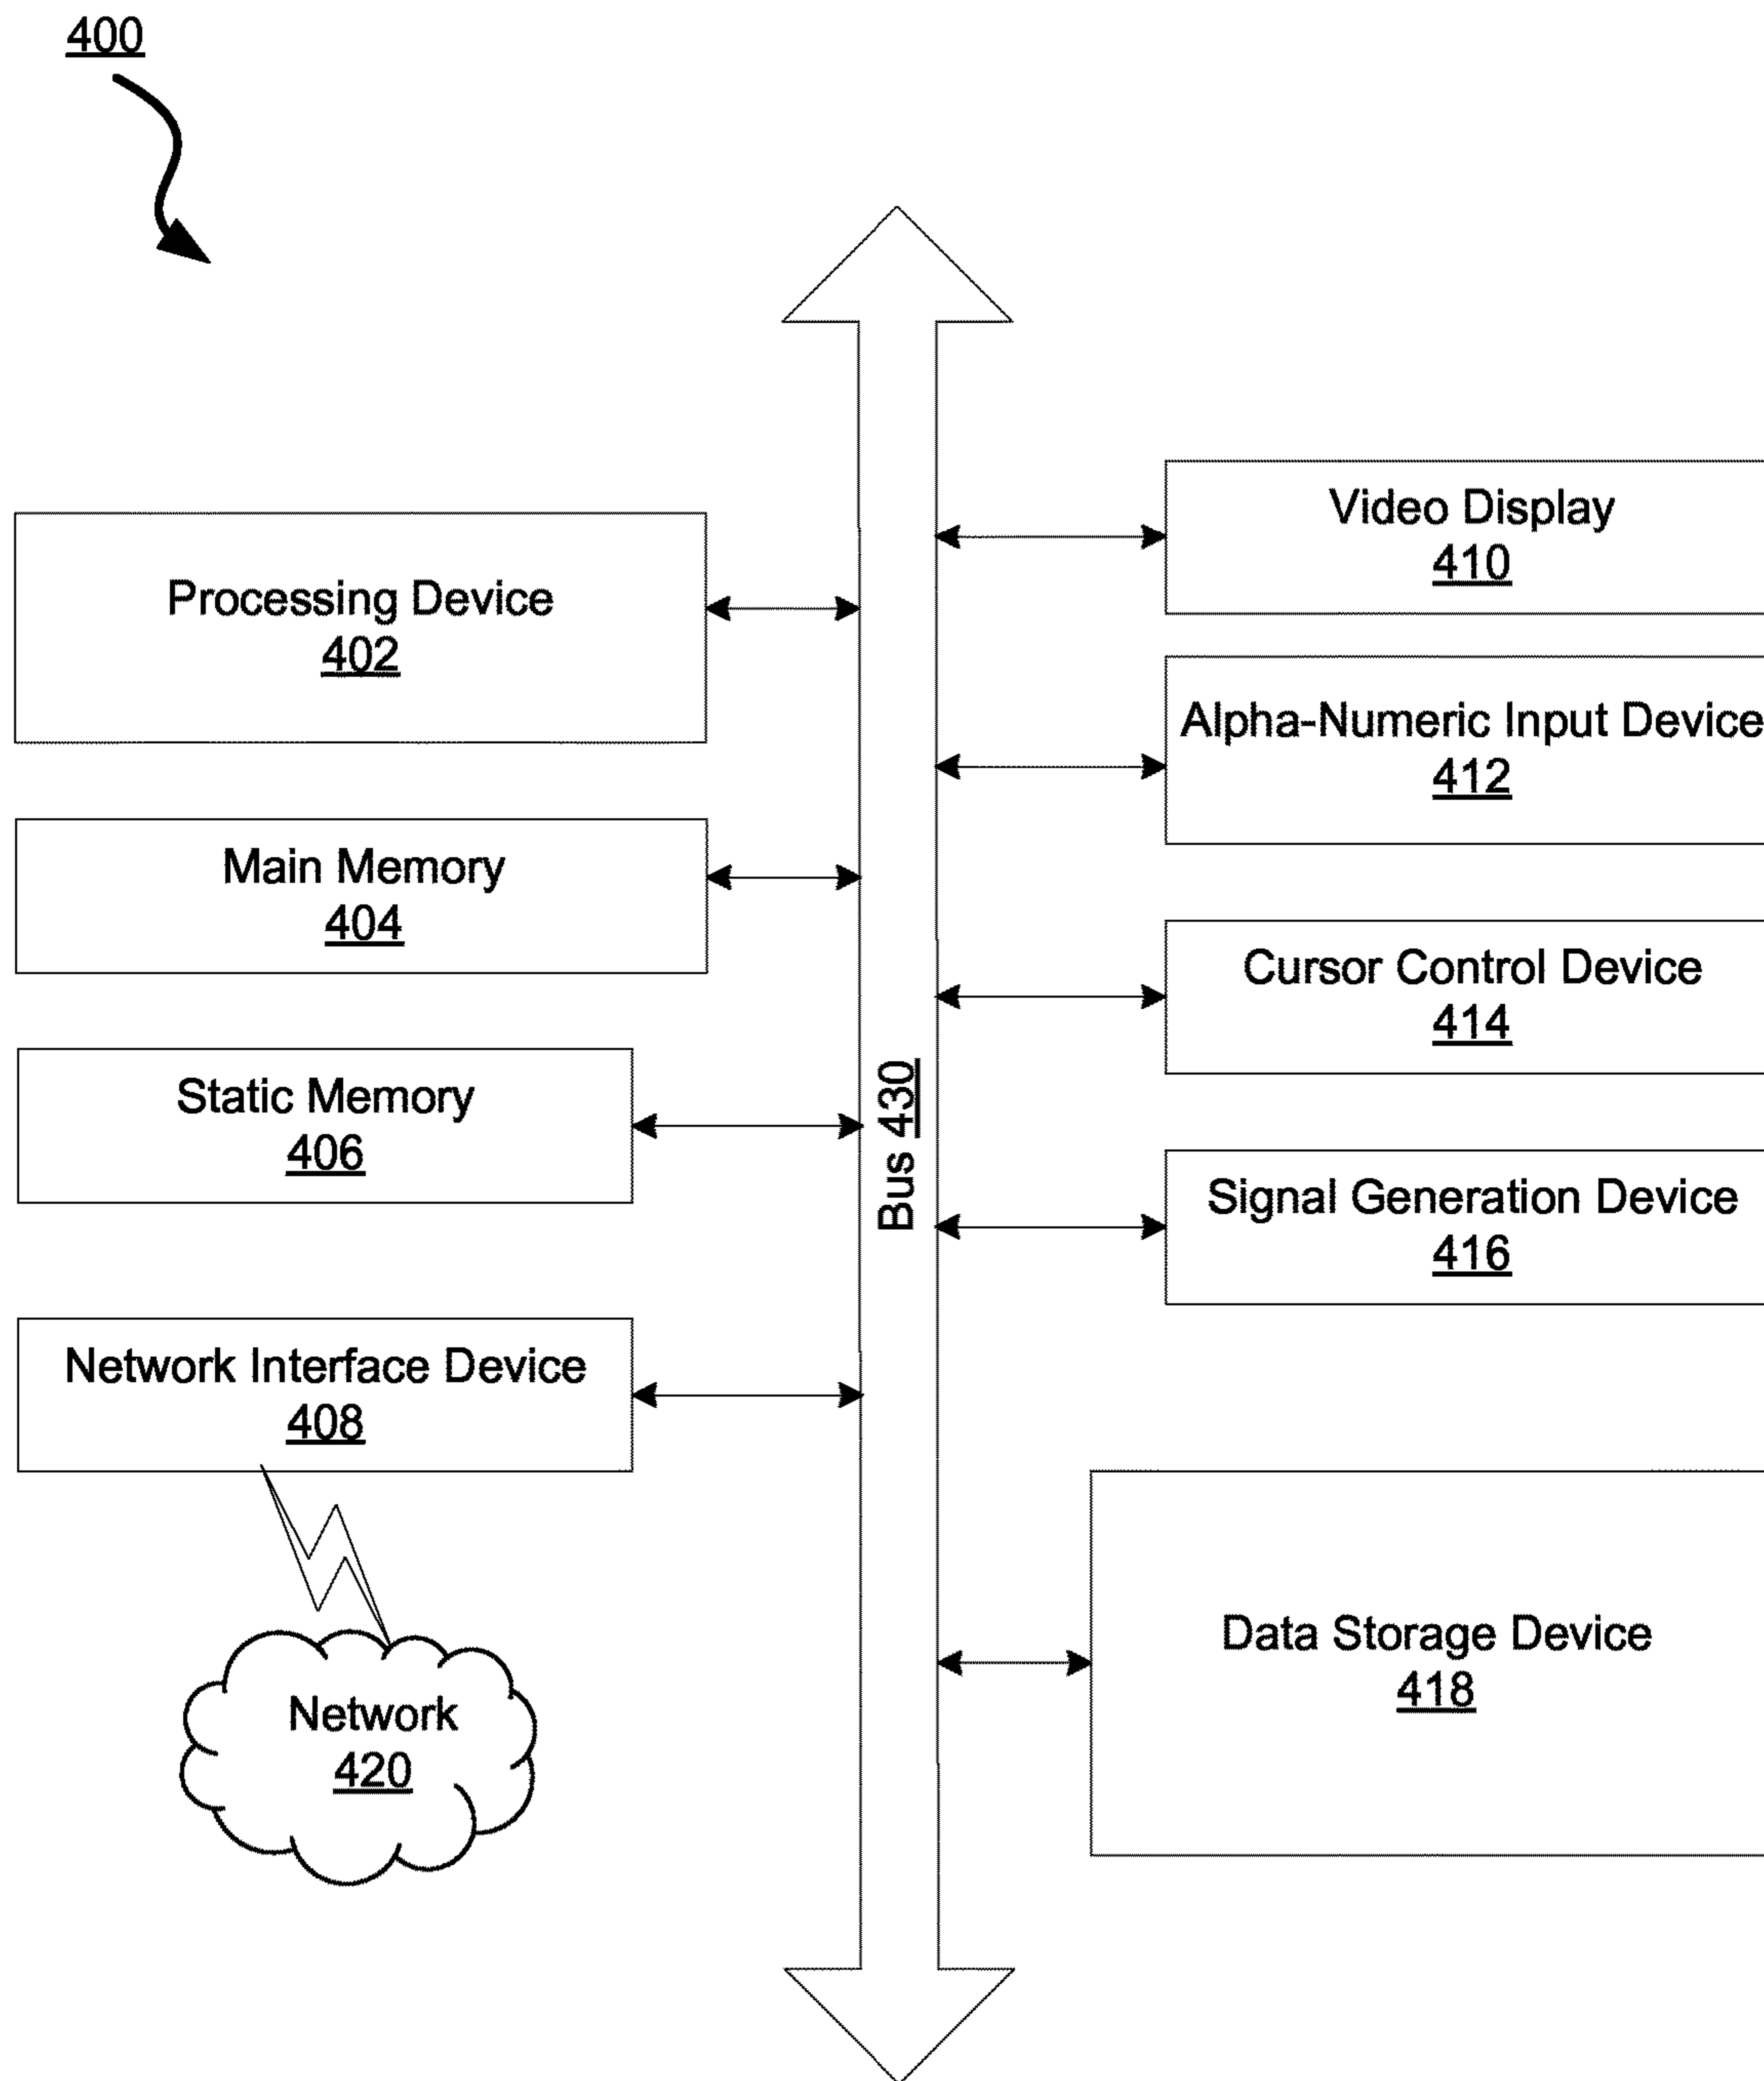 400
Processing Device
402
Main Memory
404
Static Memory
406
Network Interface Device
408
Network
420
Bus 430
Video Display
410
Alpha-Numeric Input Device
412
Cursor Control Device
414
Signal Generation Device
416
Data Storage Device
418